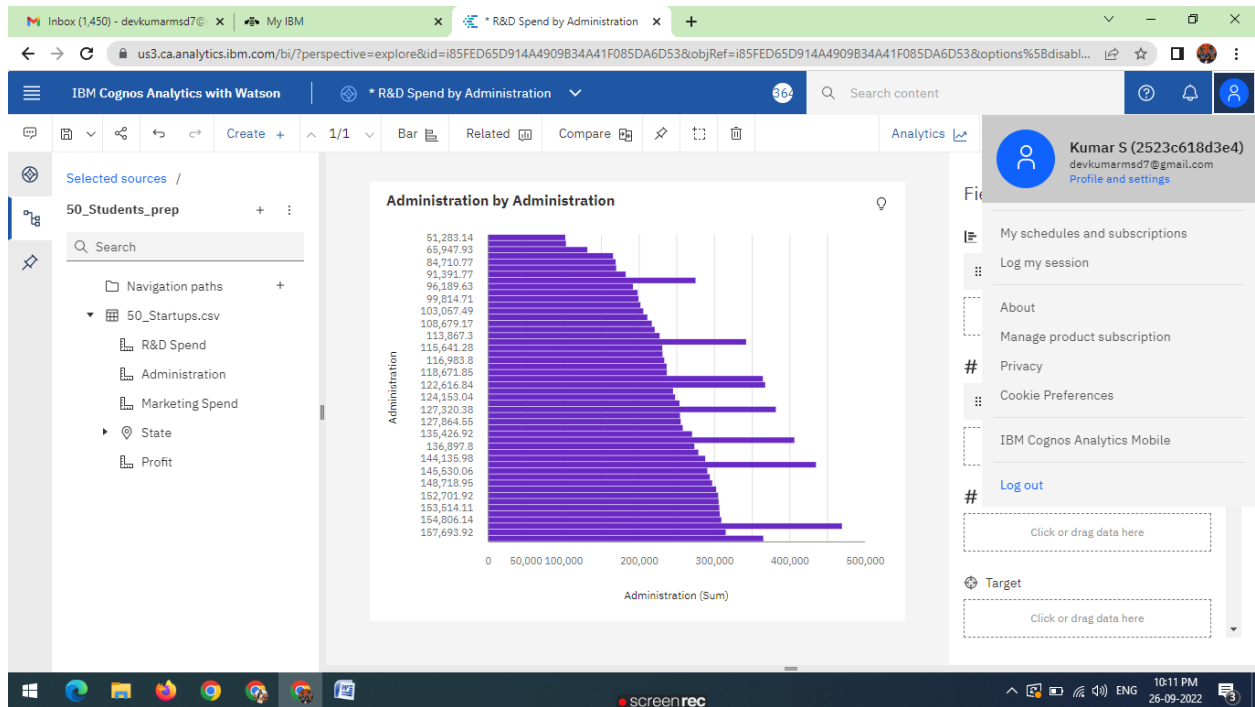 Inbox (1,450) - devkumarmsd7@
My IBM
* R&D Spend by Administration
us3.ca.analytics.ibm.com/bi/?perspective=explore&id=i85FED65D914A4909B34A41F085DA6D53&objRef=i85FED65D914A4909B34A41F085DA6D53&options%5Bdisabl...
IBM Cognos Analytics with Watson
* R&D Spend by Administration
364
Search content
Create +
1/1
Bar
Related
Compare
Analytics
Kumar S (2523c618d3e4)
devkumarmsd7@gmail.com
Profile and settings
My schedules and subscriptions
Log my session
About
Manage product subscription
Privacy
Cookie Preferences
IBM Cognos Analytics Mobile
Log out
Selected sources /
50_Students_prep
Search
Navigation paths
50_Startups.csv
R&D Spend
Administration
Marketing Spend
State
Profit
Administration by Administration
Administration
51,283.14
65,947.93
84,710.77
91,391.77
96,189.63
99,814.71
103,057.49
108,679.17
113,867.3
115,641.28
116,983.8
118,671.85
122,616.84
124,153.04
127,320.38
127,864.55
135,426.92
136,897.8
144,135.98
145,530.06
148,718.95
152,701.92
153,514.11
154,806.14
157,693.92
0 50,000 100,000 200,000 300,000 400,000 500,000
Administration (Sum)
Fie
#
#
Click or drag data here
Target
Click or drag data here
screenrec
ENG
10:11 PM
26-09-2022
3